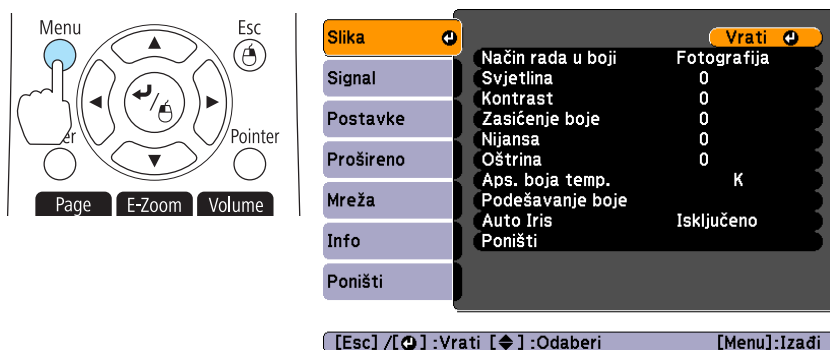 Menu
Esc
er
Pointer
Page
E-Zoom
Volume
Slika
Signal
Postavke
Prošireno
Mreža
Info
Poništi
Vrati
Način rada u boji Fotografija
Svjetlina 0
Kontrast 0
Zasićenje boje 0
Nijansa 0
Oštrina 0
Aps. boja temp. K
Podešavanje boje
Auto Iris Isključeno
Poništi
[Esc] /[ ] :Vrati [ ] :Odaberi [Menu]:Izađi